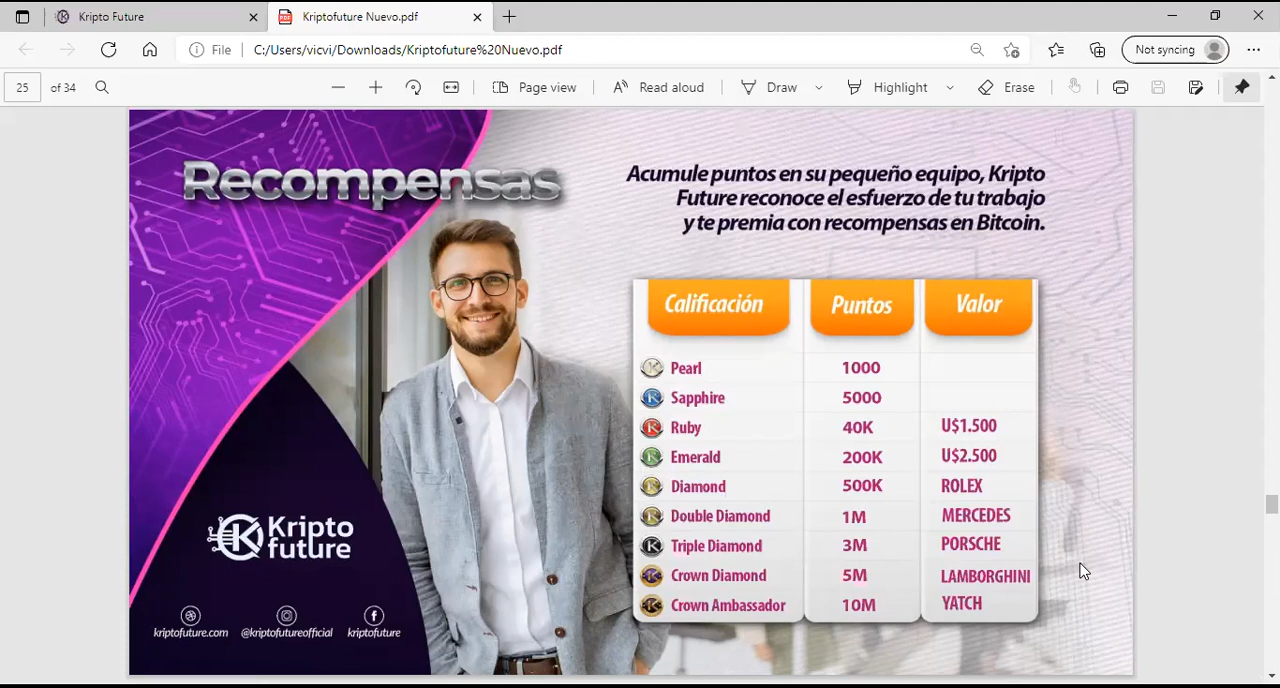 Kripto Future
Kriptofuture Nuevo.pdf
File
C:/Users/vicvi/Downloads/Kriptofuture%20Nuevo.pdf
Not syncing
25 of 34
Page view
Read aloud
Draw
Highlight
Erase
Recompensas
Acumule puntos en su pequeño equipo, Kripto
Future reconoce el esfuerzo de tu trabajo
y te premia con recompensas en Bitcoin.
Calificación Puntos Valor
Pearl 1000
Sapphire 5000
Ruby 40K U$1.500
Emerald 200K U$2.500
Diamond 500K ROLEX
Double Diamond 1M MERCEDES
Triple Diamond 3M PORSCHE
Crown Diamond 5M LAMBORGHINI
Crown Ambassador 10M YATCH
Kripto
future
kriptofuture.com @kriptofutureofficial kriptofuture